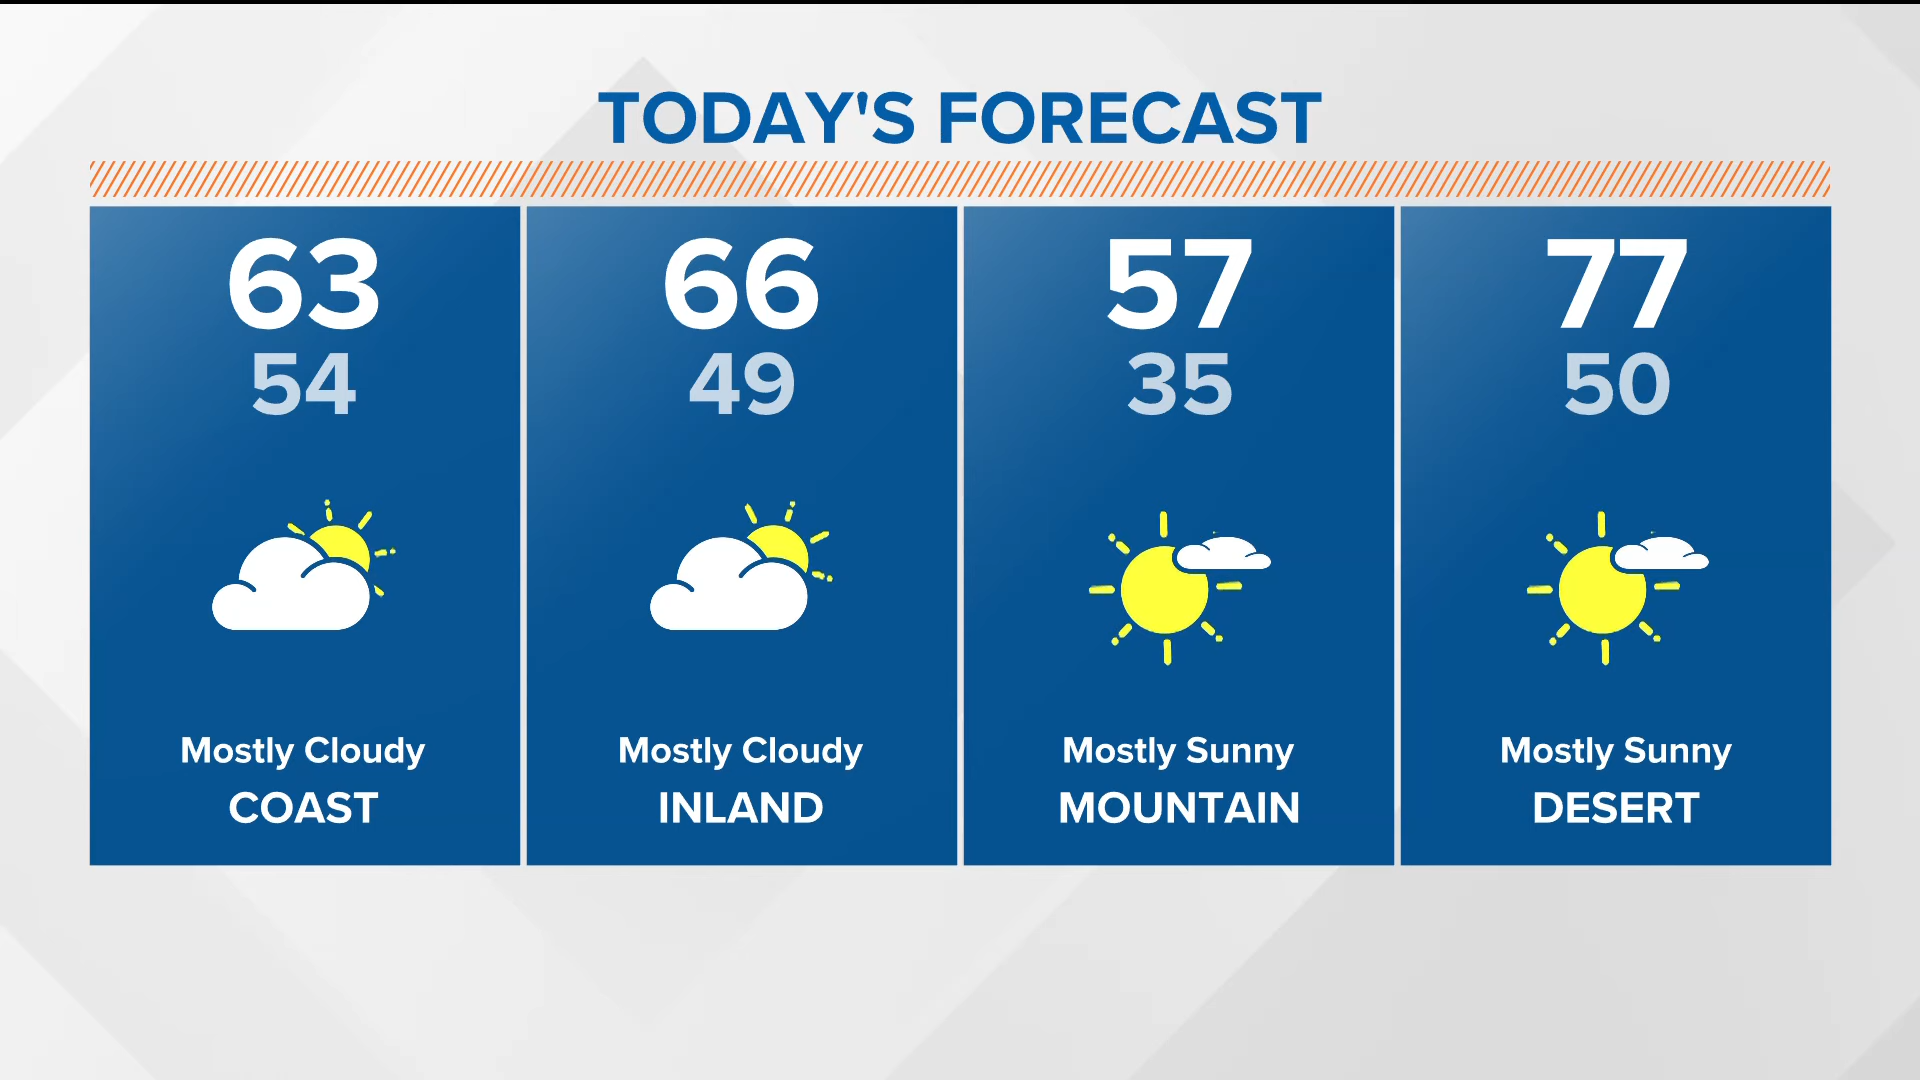 TODAY'S FORECAST
63
54
Mostly Cloudy
COAST
66
49
Mostly Cloudy
INLAND
57
35
Mostly Sunny
MOUNTAIN
77
50
Mostly Sunny
DESERT